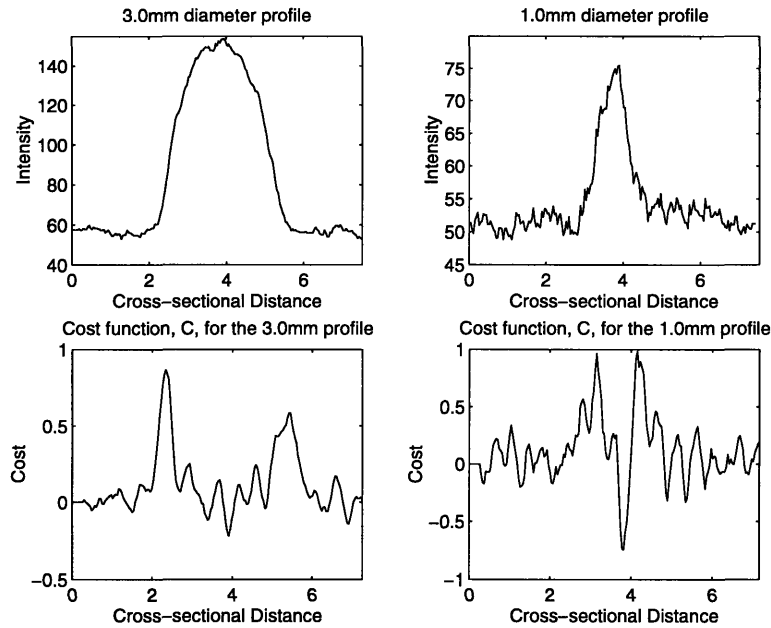 3.0mm diameter profile
140
120
100
80
60
40
Intensity
0 2 4 6
Cross-sectional Distance
1.0mm diameter profile
75
70
65
60
55
50
45
Intensity
0 2 4 6
Cross-sectional Distance
Cost function, C, for the 3.0mm profile
1
0.5
0
-0.5
Cost
0 2 4 6
Cross-sectional Distance
Cost function, C, for the 1.0mm profile
1
0.5
0
-0.5
-1
Cost
0 2 4 6
Cross-sectional Distance